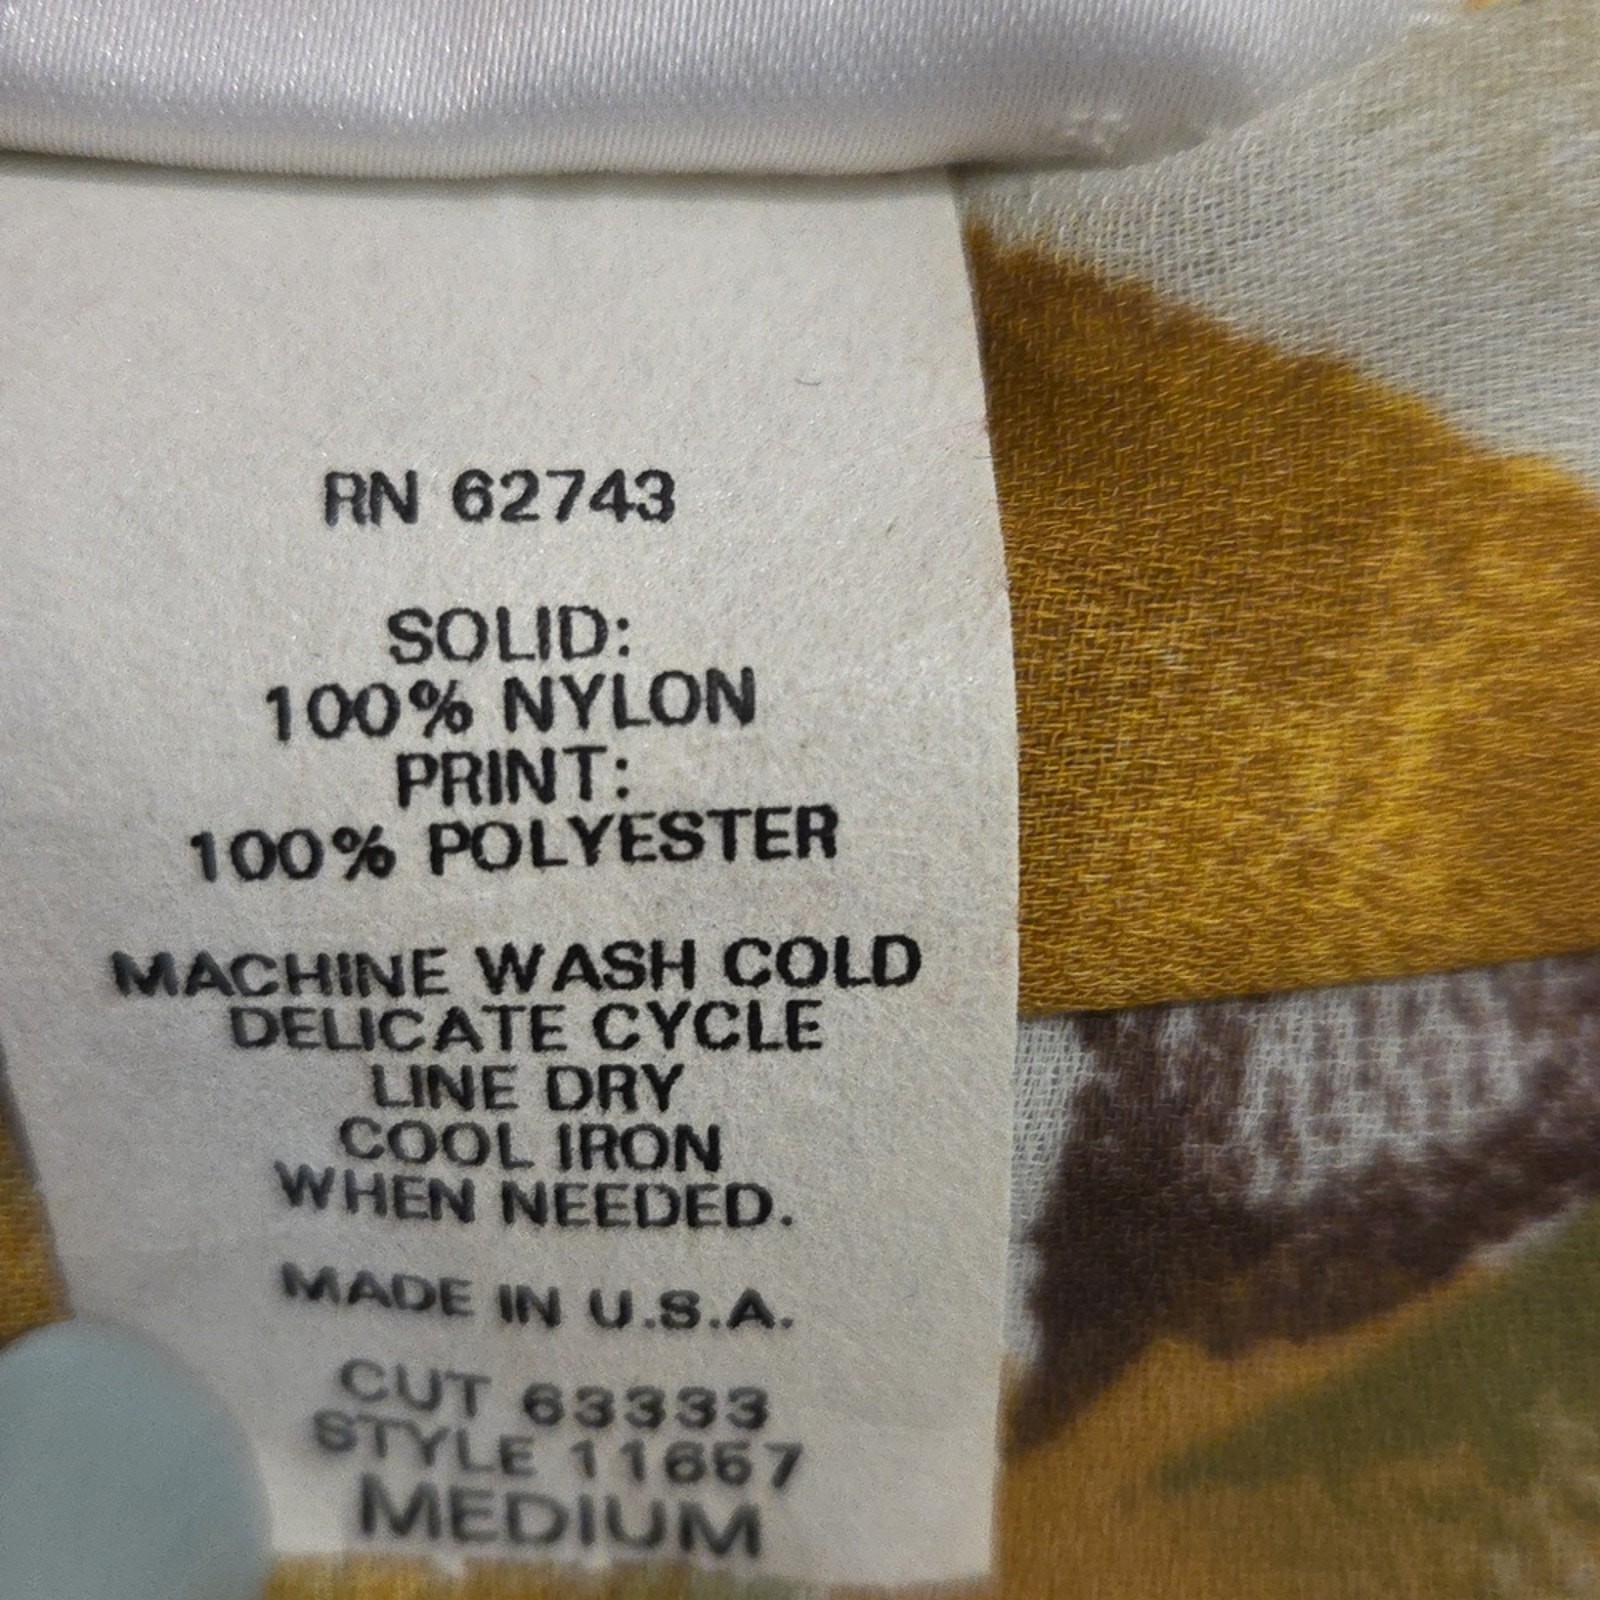 RN 62743
SOLID:
100% NYLON
PRINT:
100% POLYESTER
MACHINE WASH COLD
DELICATE CYCLE
LINE DRY
COOL IRON
WHEN NEEDED.
MADE IN U.S.A.
CUT 63333
STYLE 11657
MEDIUM